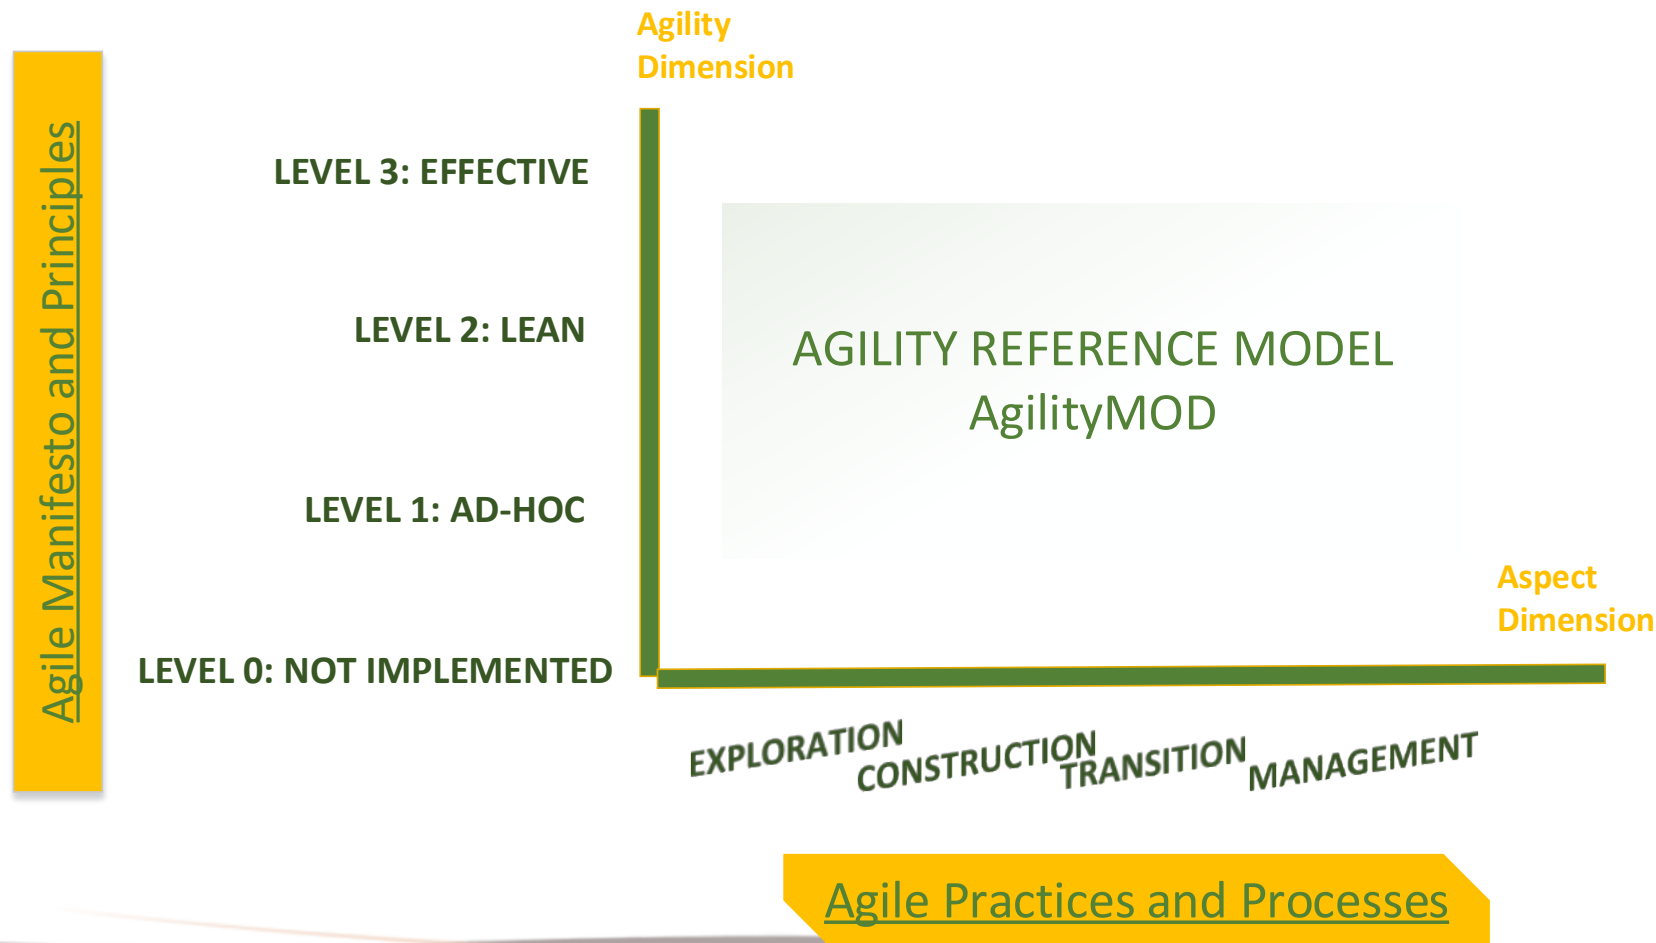 Agility
Dimension
Agile Manifesto and Principles
LEVEL 3: EFFECTIVE
LEVEL 2: LEAN
AGILITY REFERENCE MODEL
AgilityMOD
LEVEL 1: AD-HOC
Aspect
Dimension
LEVEL 0: NOT IMPLEMENTED
EXPLORATION
CONSTRUCTION
TRANSITION
MANAGEMENT
Agile Practices and Processes